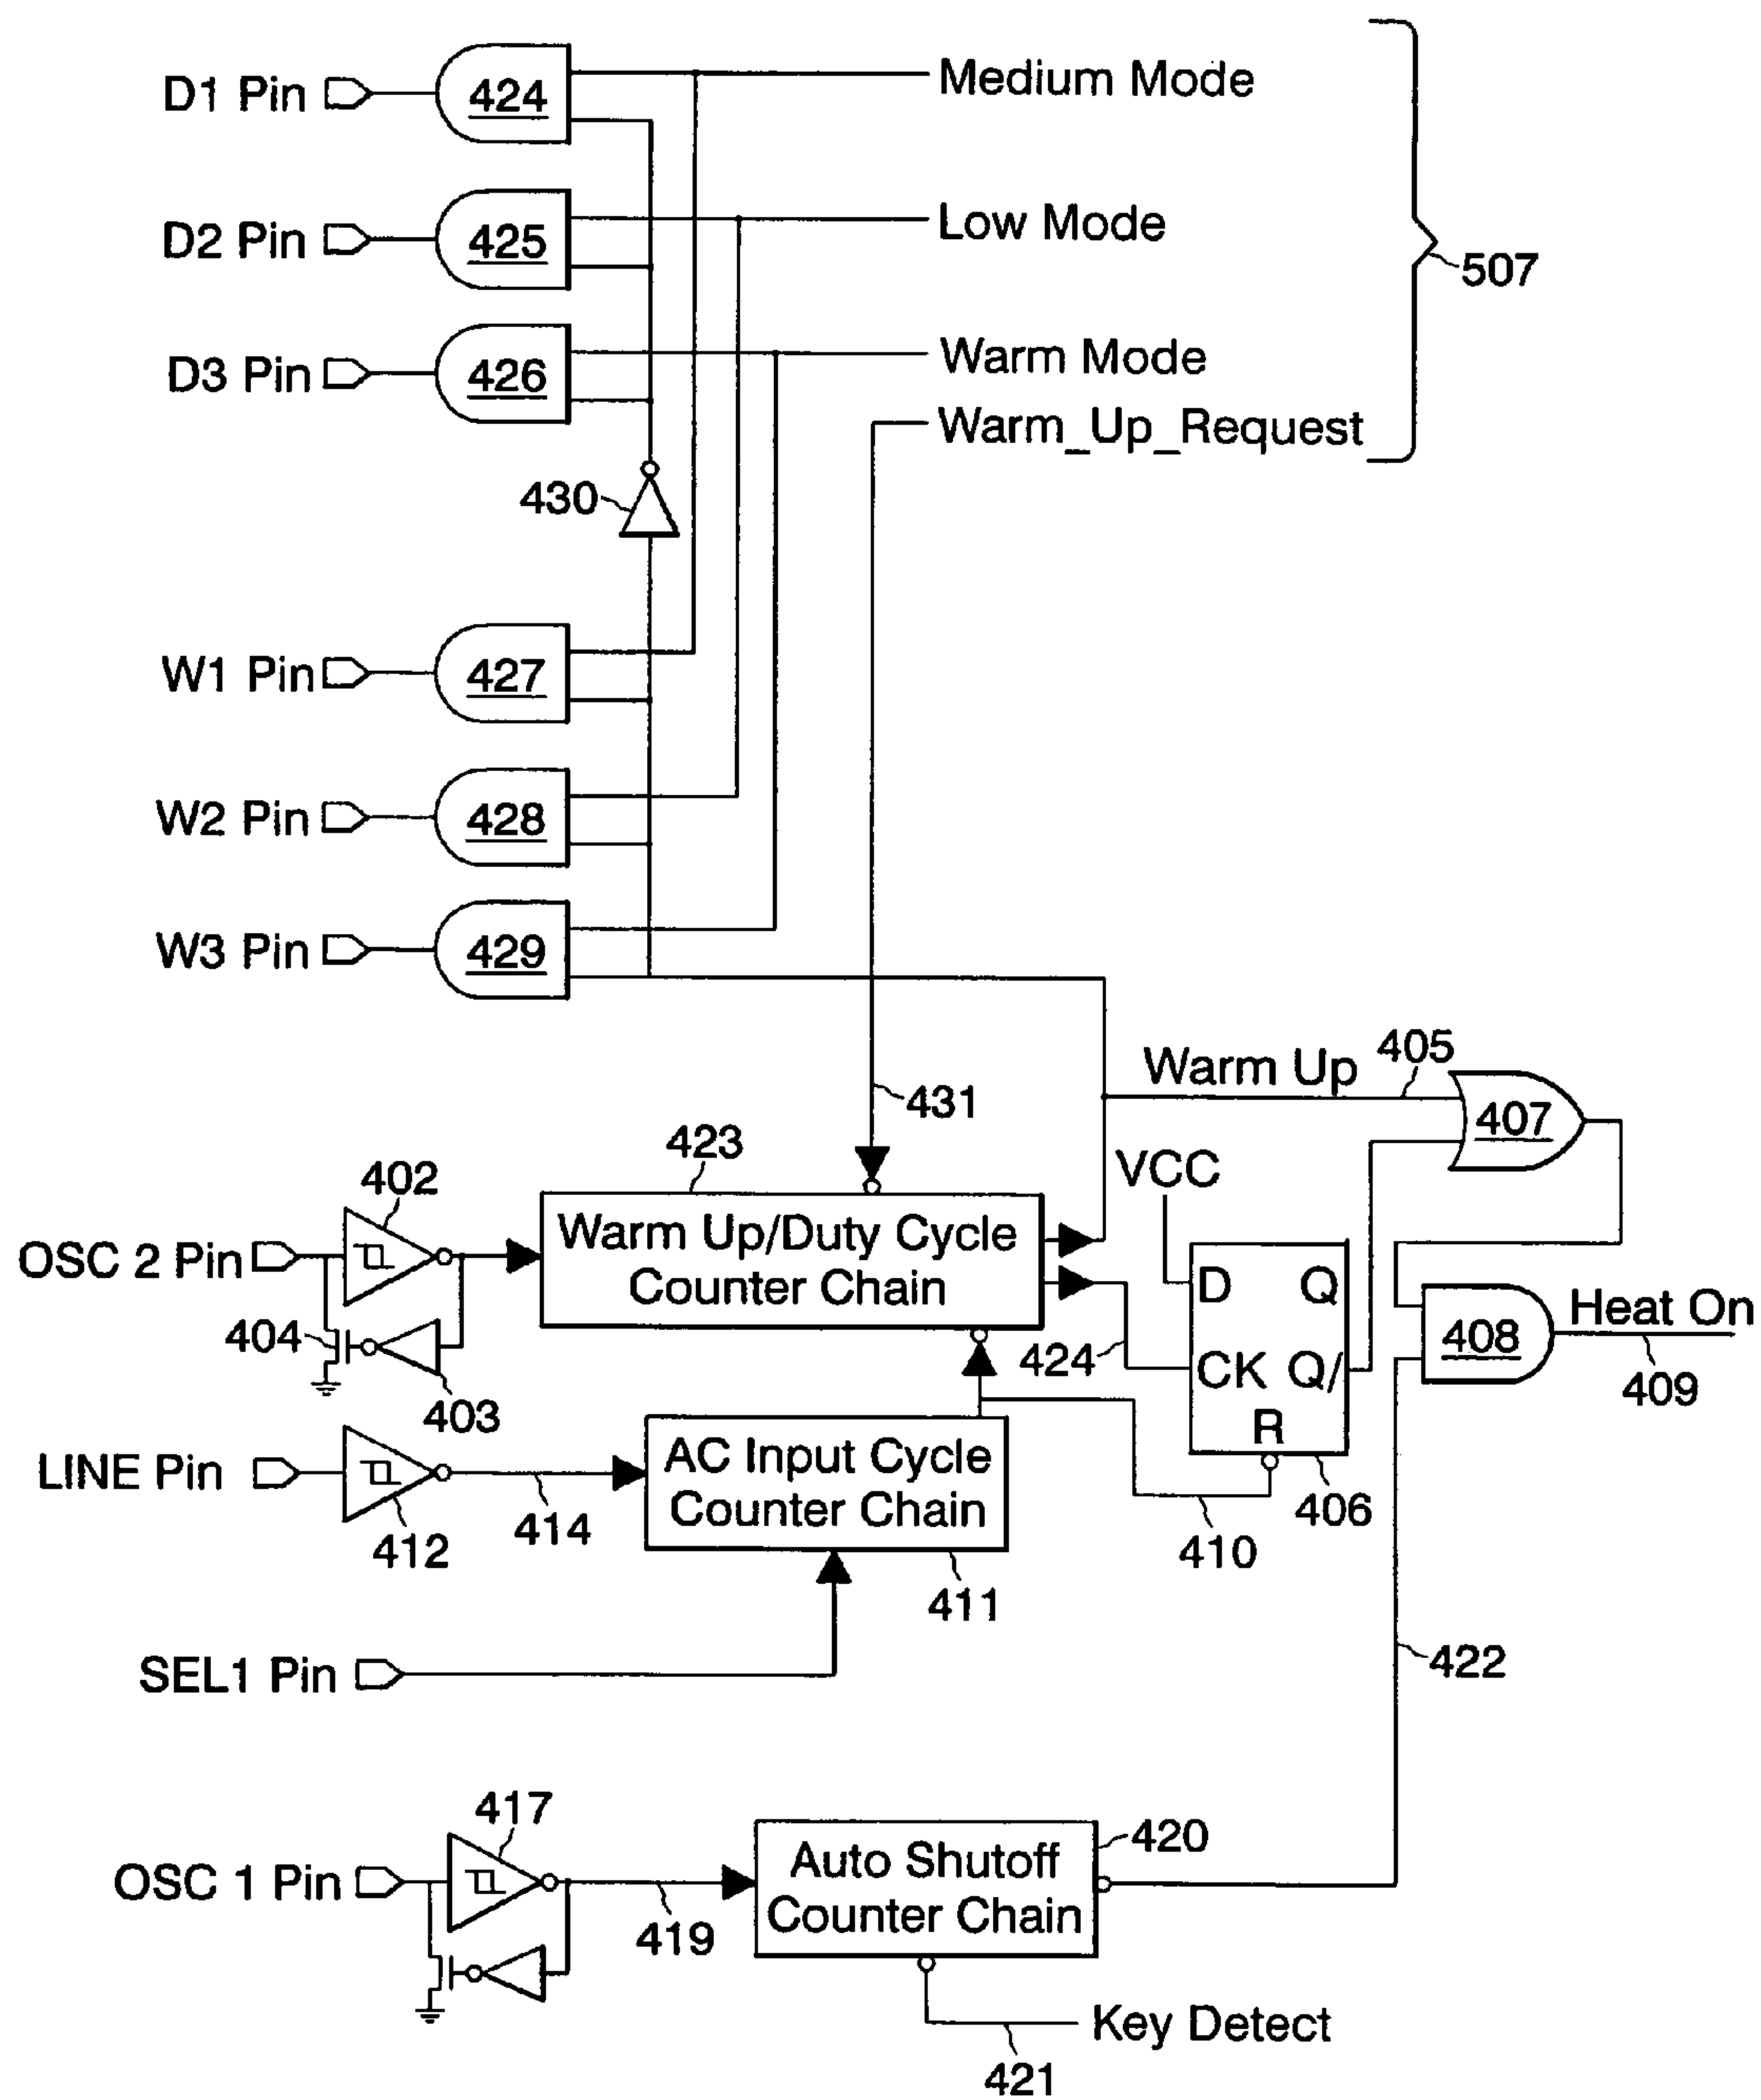 D1 Pin
424
Medium Mode
D2 Pin
425
Low Mode
507
D3 Pin
426
Warm Mode
Warm_Up_Request
430
W1 Pin
427
W2 Pin
428
W3 Pin
429
Warm Up
405
407
431
423
VCC
402
OSC 2 Pin
Warm Up/Duty Cycle
Counter Chain
D
Q
404
403
424
CK
Q/
R
408
Heat On
409
LINE Pin
412
414
AC Input Cycle
Counter Chain
411
410
406
SEL1 Pin
422
417
OSC 1 Pin
419
Auto Shutoff
Counter Chain
420
Key Detect
421